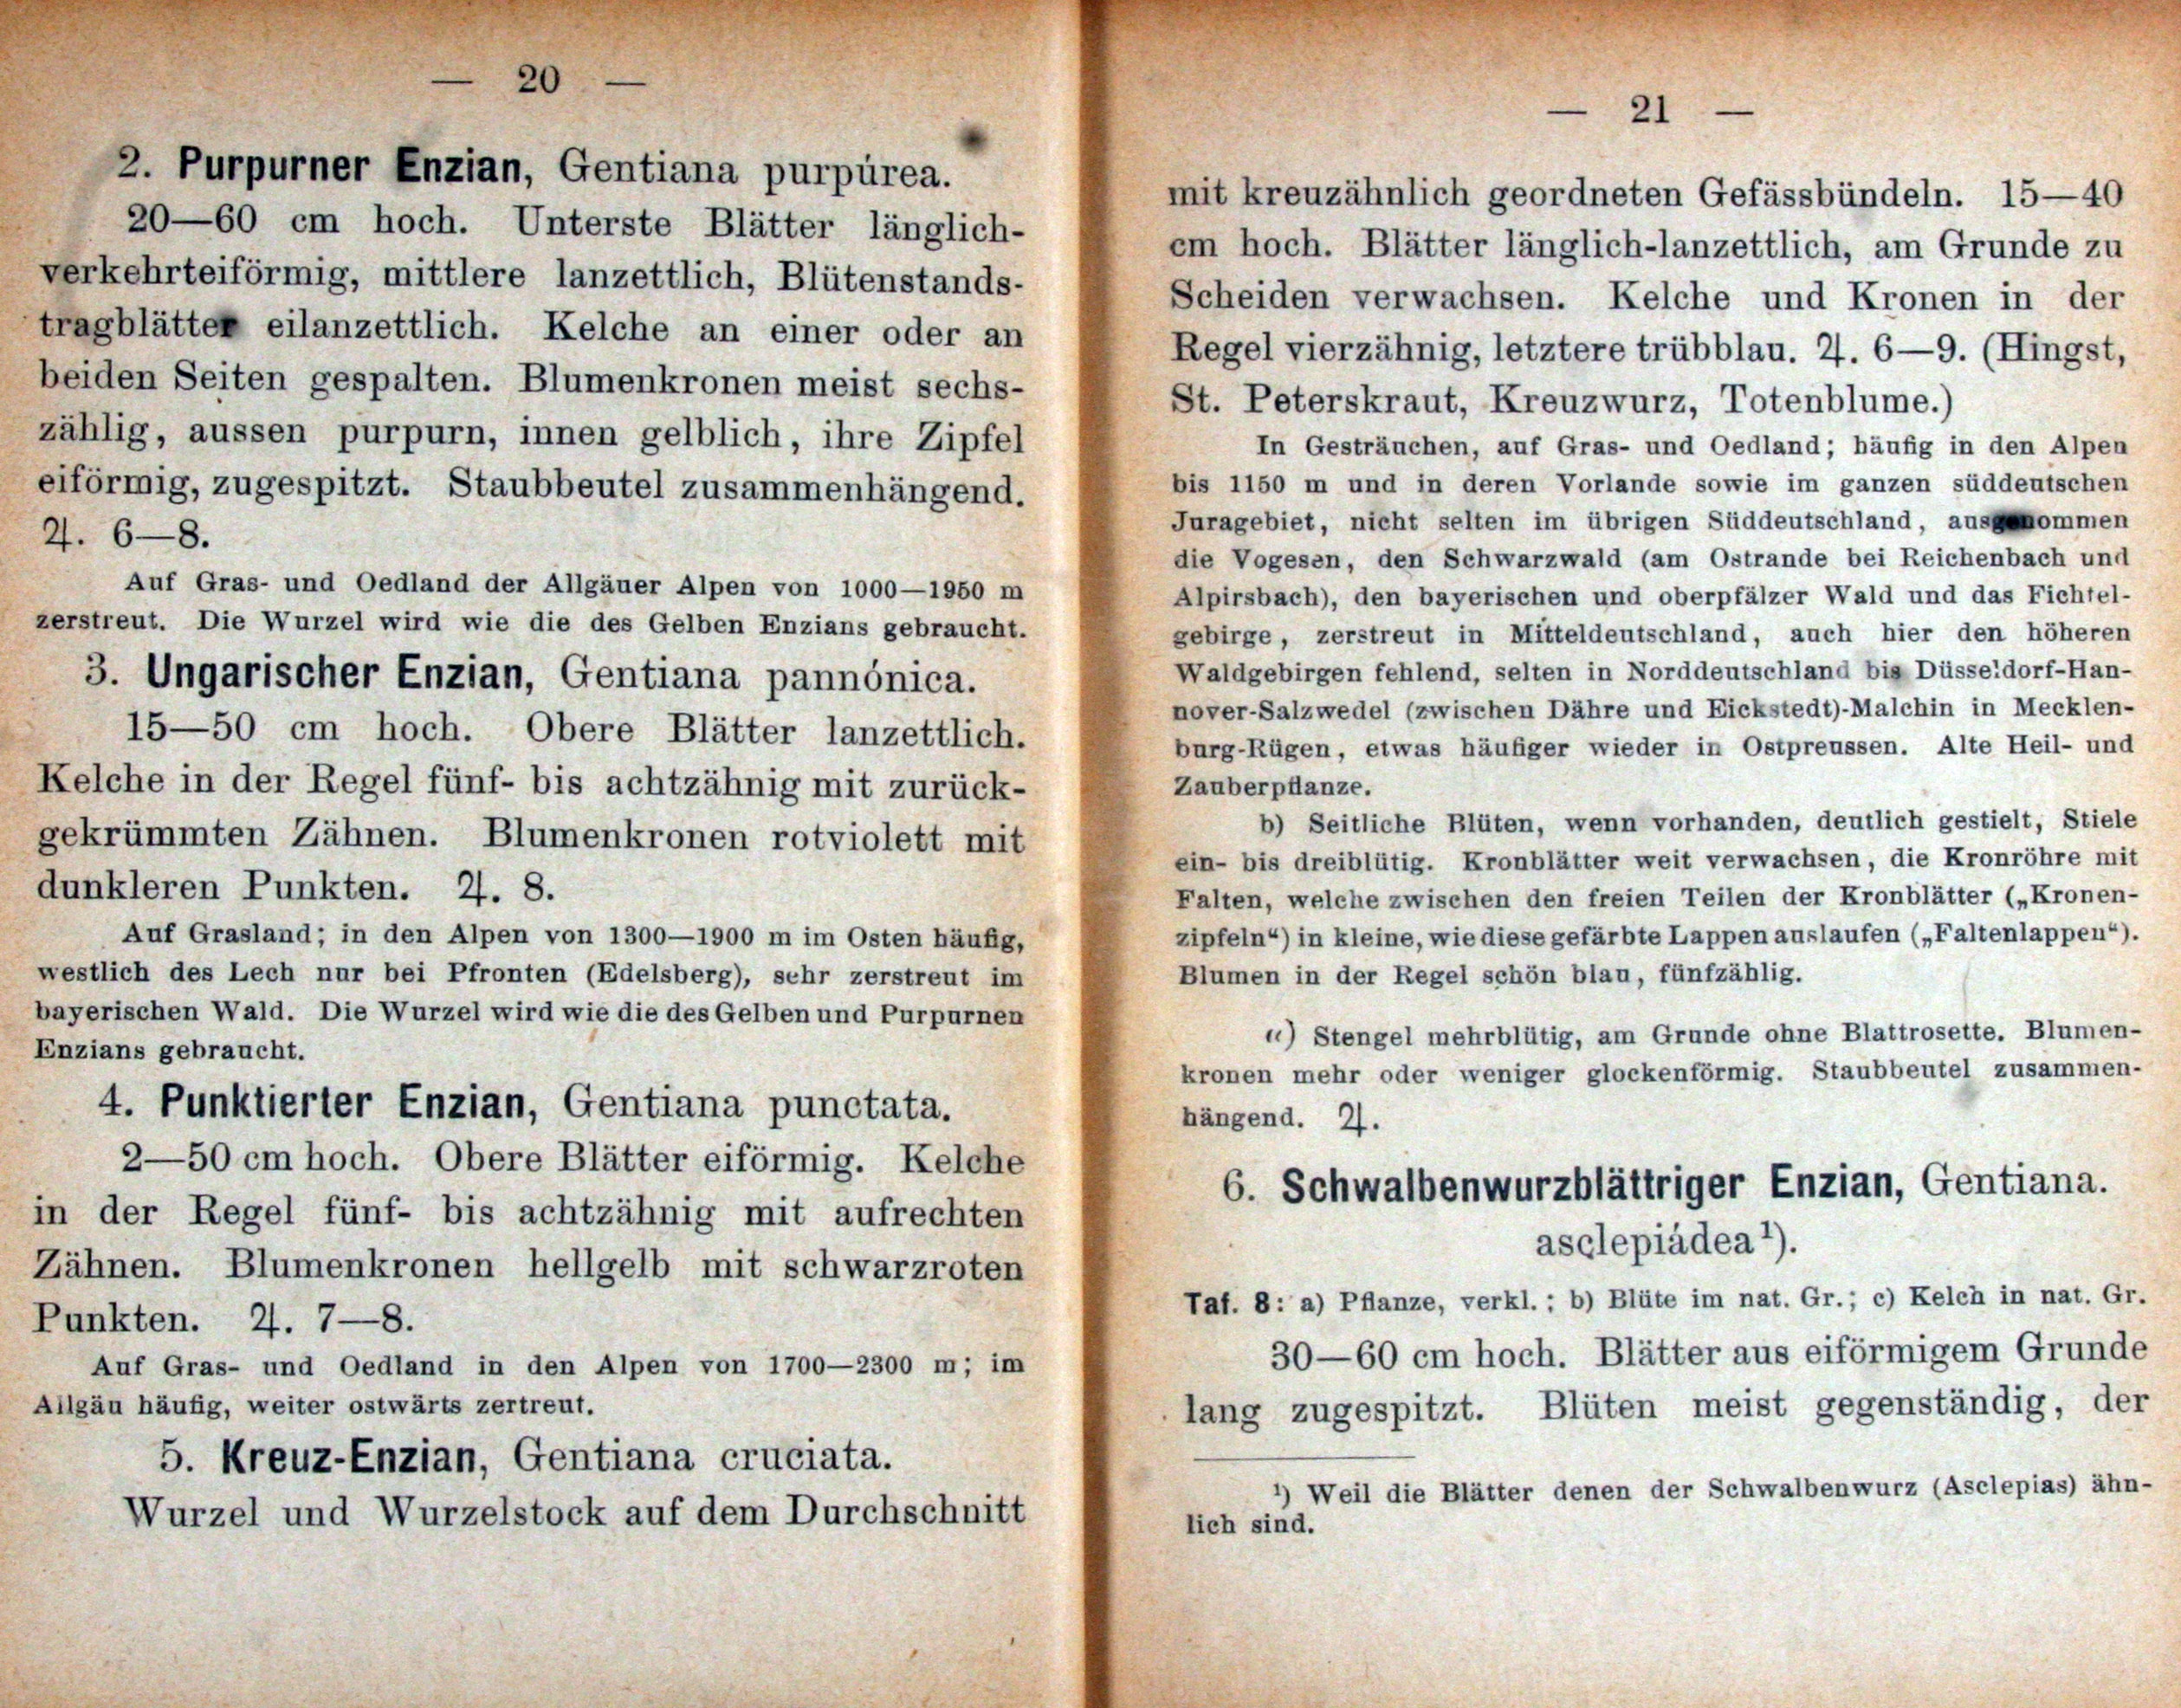 — 20 —
2. Purpurner Enzian, Gentiana purpúrea.
20—60 cm hoch. Unterste Blätter länglich-
verkehrteiförmig, mittlere lanzettlich, Blütenstands-
tragblätter eilanzettlich. Kelche an einer oder an
beiden Seiten gespalten. Blumenkronen meist sechs-
zählig, aussen purpurn, innen gelblich, ihre Zipfel
eiförmig, zugespitzt. Staubbeutel zusammenhängend.
♃. 6—8.
Auf Gras- und Oedland der Allgäuer Alpen von 1000—1950 m
zerstreut. Die Wurzel wird wie die des Gelben Enzians gebraucht.
3. Ungarischer Enzian, Gentiana pannónica.
15—50 cm hoch. Obere Blätter lanzettlich.
Kelche in der Regel fünf- bis achtzähnig mit zurück-
gekrümmten Zähnen. Blumenkronen rotviolett mit
dunkleren Punkten. ♃. 8.
Auf Grasland; in den Alpen von 1300—1900 m im Osten häufig,
westlich des Lech nur bei Pfronten (Edelsberg), sehr zerstreut im
bayerischen Wald. Die Wurzel wird wie die des Gelben und Purpurnen
Enzians gebraucht.
4. Punktierter Enzian, Gentiana punctata.
2—50 cm hoch. Obere Blätter eiförmig. Kelche
in der Regel fünf- bis achtzähnig mit aufrechten
Zähnen. Blumenkronen hellgelb mit schwarzroten
Punkten. ♃. 7—8.
Auf Gras- und Oedland in den Alpen von 1700—2300 m; im
Allgäu häufig, weiter ostwärts zertreut.
5. Kreuz-Enzian, Gentiana cruciata.
Wurzel und Wurzelstock auf dem Durchschnitt
— 21 —
mit kreuzähnlich geordneten Gefässbündeln. 15—40
cm hoch. Blätter länglich-lanzettlich, am Grunde zu
Scheiden verwachsen. Kelche und Kronen in der
Regel vierzähnig, letztere trübblau. ♃. 6—9. (Hingst,
St. Peterskraut, Kreuzwurz, Totenblume.)
In Gesträuchen, auf Gras- und Oedland; häufig in den Alpen
bis 1150 m und in deren Vorlande sowie im ganzen süddeutschen
Juragebiet, nicht selten im übrigen Süddeutschland, ausgenommen
die Vogesen, den Schwarzwald (am Ostrande bei Reichenbach und
Alpirsbach), den bayerischen und oberpfälzer Wald und das Fichtel-
gebirge, zerstreut in Mitteldeutschland, auch hier den höheren
Waldgebirgen fehlend, selten in Norddeutschland bis Düsseldorf-Han-
nover-Salzwedel (zwischen Dähre und Eickstedt)-Malchin in Mecklen-
burg-Rügen, etwas häufiger wieder in Ostpreussen. Alte Heil- und
Zauberpflanze.
b) Seitliche Blüten, wenn vorhanden, deutlich gestielt, Stiele
ein- bis dreiblütig. Kronblätter weit verwachsen, die Kronröhre mit
Falten, welche zwischen den freien Teilen der Kronblätter („Kronen-
zipfeln“) in kleine, wie diese gefärbte Lappen auslaufen („Faltenlappen“).
Blumen in der Regel schön blau, fünfzählig.
α) Stengel mehrblütig, am Grunde ohne Blattrosette. Blumen-
kronen mehr oder weniger glockenförmig. Staubbeutel zusammen-
hängend. ♃.
6. Schwalbenwurzblättriger Enzian, Gentiana.
asclepiádea¹).
Taf. 8: a) Pflanze, verkl.; b) Blüte im nat. Gr.; c) Kelch in nat. Gr.
30—60 cm hoch. Blätter aus eiförmigem Grunde
lang zugespitzt. Blüten meist gegenständig, der
¹) Weil die Blätter denen der Schwalbenwurz (Asclepias) ähn-
lich sind.